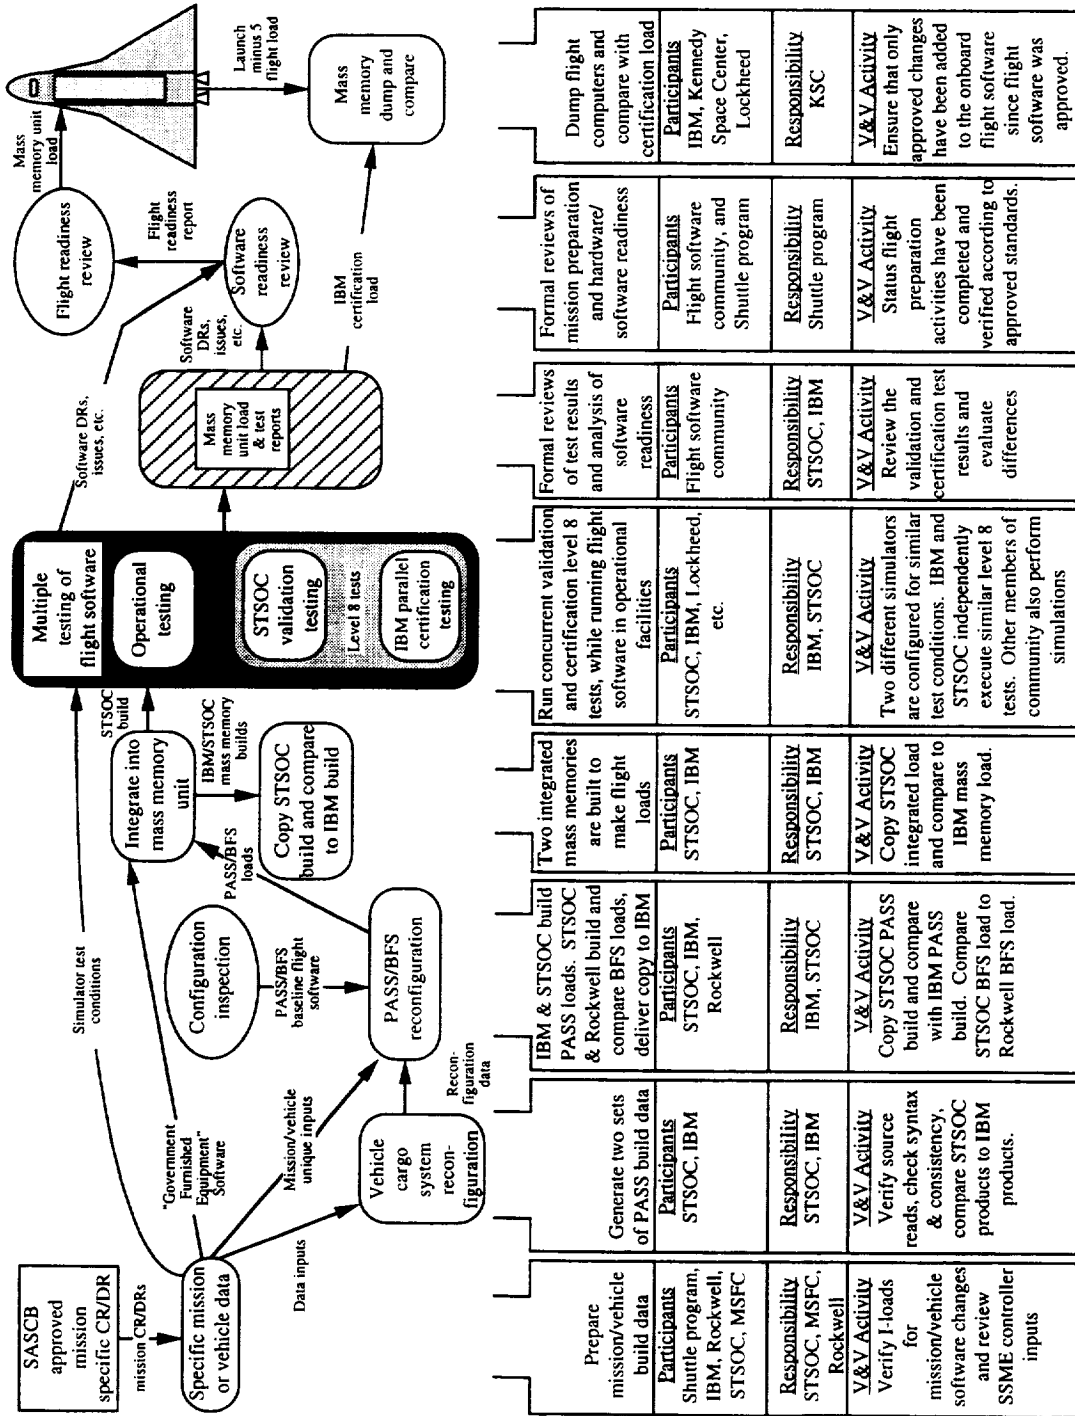 SASCB
approved
mission
specific CR/DR
mission CR/DRs
Specific mission
or vehicle data
Simulator test
conditions
"Government
Furnished
Equipment"
Software
Mission/vehicle
unique inputs
Data inputs
Vehicle
cargo
system
recon-
figuration
Recon-
figuration
data
Configuration
inspection
PASS/BFS
baseline flight
software
PASS/BFS
reconfiguration
PASS/BFS
loads
Integrate into
mass memory
unit
STSOC
build
IBM/STSOC
mass memory
builds
Copy STSOC
build and compare
to IBM build
Multiple
testing of
flight software
Operational
testing
STSOC
validation
testing
Level 8 tests
IBM parallel
certification
testing
Software DRs,
issues, etc.
Mass
memory
unit load
& test
reports
Software
DRs,
issues,
etc.
Software
readiness
review
Flight
readiness
report
Flight readiness
review
Mass
memory unit
load
IBM
certification
load
Launch
minus 5
flight load
Mass
memory
dump and
compare
Prepare
mission/vehicle
build data
Participants
Shuttle program,
IBM, Rockwell,
STSOC, MSFC
Responsibility
STSOC, MSFC,
Rockwell
V&V Activity
Verify I-loads
for
mission/vehicle
software changes
and review
SSME controller
inputs
Generate two sets
of PASS build data
Participants
STSOC, IBM
Responsibility
STSOC, IBM
V&V Activity
Verify source
reads, check syntax
& consistency,
compare STSOC
products to IBM
products.
IBM & STSOC build
PASS loads. STSOC
& Rockwell build and
compare BFS loads,
deliver copy to IBM
Participants
STSOC, IBM,
Rockwell
Responsibility
IBM, STSOC
V&V Activity
Copy STSOC PASS
build and compare
with IBM PASS
build. Compare
STSOC BFS load to
Rockwell BFS load.
Two integrated
mass memories
are built to
make flight
loads
Participants
STSOC, IBM
Responsibility
STSOC, IBM
V&V Activity
Copy STSOC
integrated load
and compare to
IBM mass
memory load.
Run concurrent validation
and certfication level 8
tests, while running flight
software in operational
facilities
Participants
STSOC, IBM, Lockheed,
etc.
Responsibility
IBM, STSOC
V&V Activity
Two different simulators
are configured for similar
test conditions. IBM and
STSOC independently
execute similar level 8
tests. Other members of
community also perform
simulations
Formal reviews
of test results
and analysis of
software
readiness
Participants
Flight software
community
Responsibility
STSOC, IBM
V&V Activity
Review the
validation and
certification test
results and
evaluate
differences
Formal reviews of
mission preparation
and hardware/
software readiness
Participants
Flight software
community, and
Shuttle program
Responsibility
Shuttle program
V&V Activity
Status flight
preparation
activities have been
completed and
verified according to
approved standards.
Dump flight
computers and
compare with
certification load
Participants
IBM, Kennedy
Space Center,
Lockheed
Responsibility
KSC
V&V Activity
Ensure that only
approved changes
have been added
to the onboard
flight software
since flight
software was
approved.